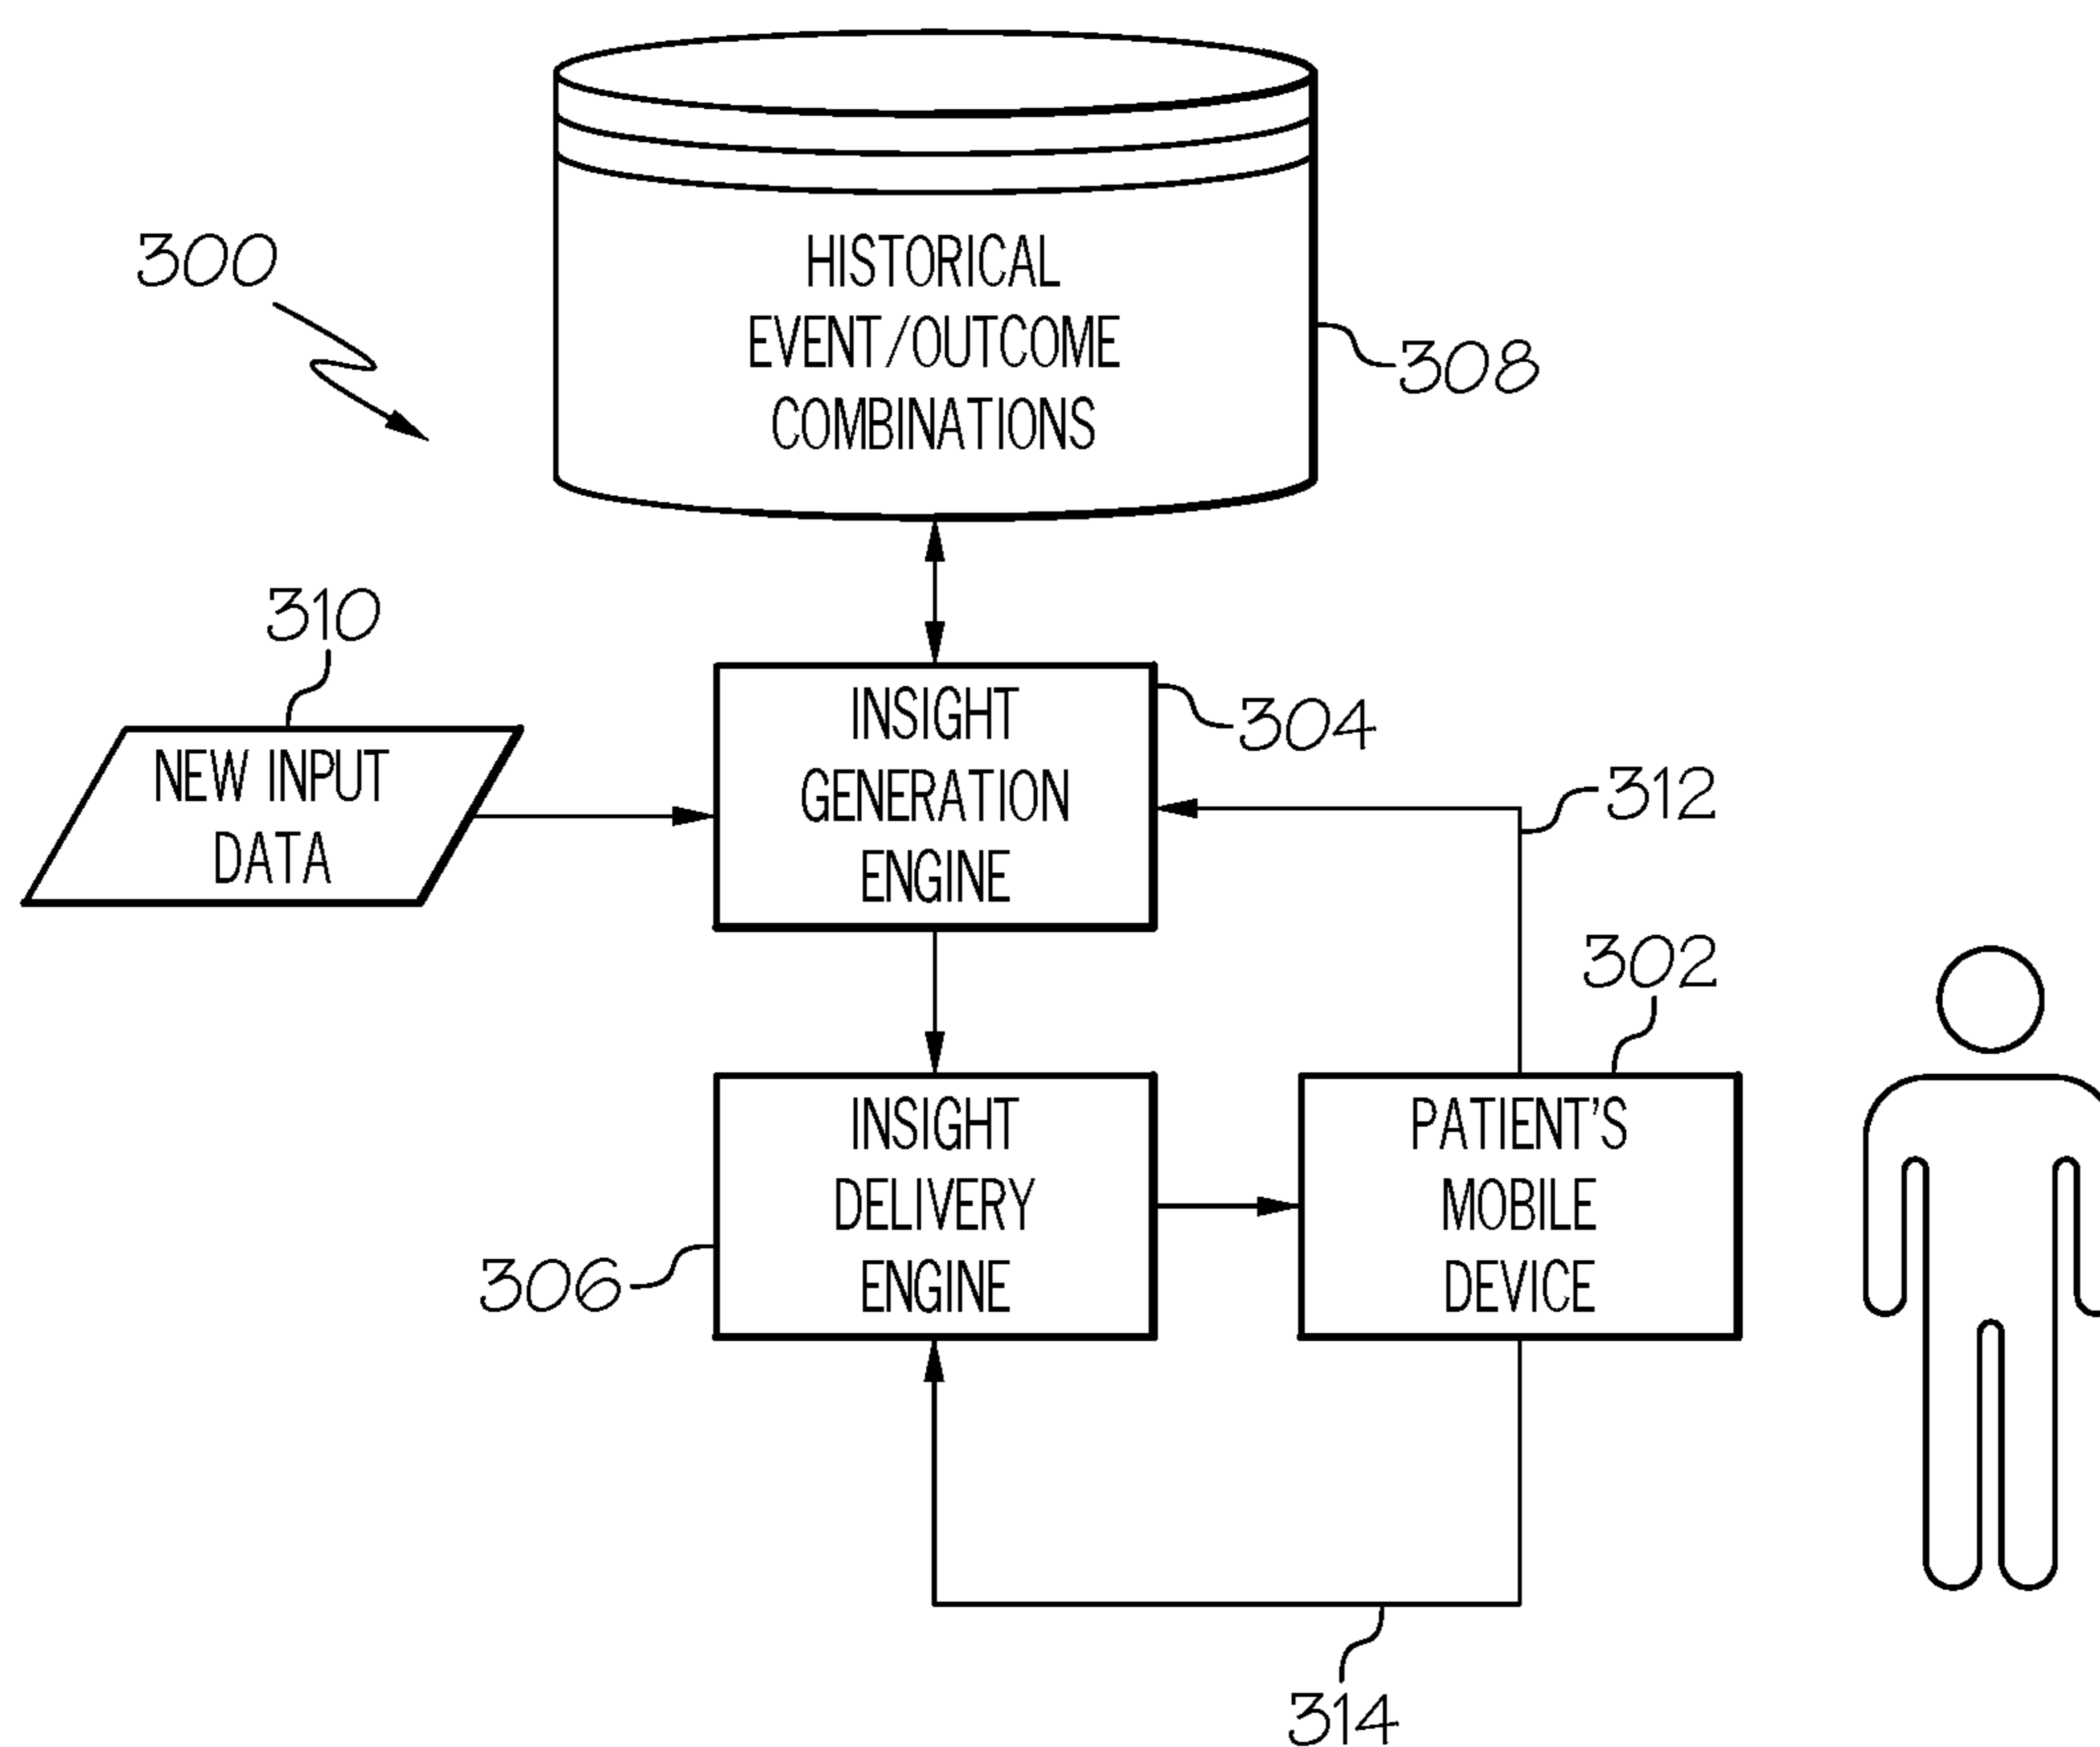 300
HISTORICAL
EVENT/OUTCOME
COMBINATIONS
308
310
NEW INPUT
DATA
INSIGHT
GENERATION
ENGINE
304
312
302
INSIGHT
DELIVERY
ENGINE
306
PATIENT'S
MOBILE
DEVICE
314